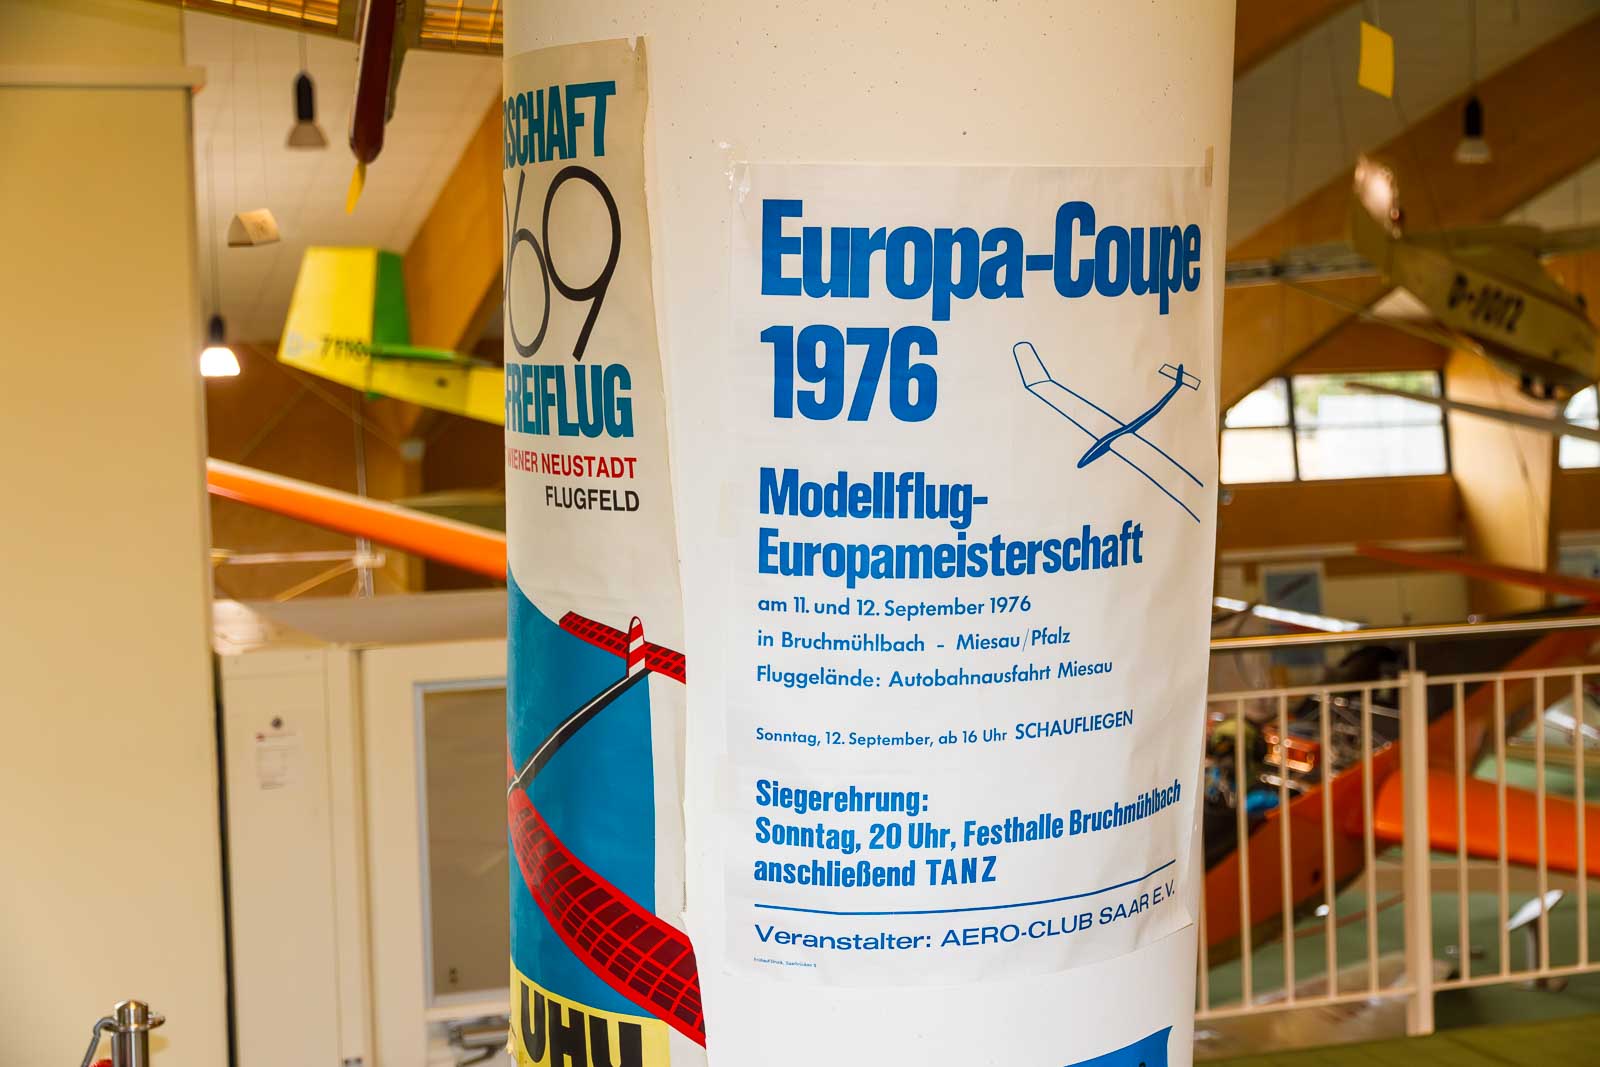 RSCHAFT
69
FREIFLUG
WIENER NEUSTADT
FLUGFELD
UHU
Europa-Coupe
1976
Modellflug-
Europameisterschaft
am 11. und 12. September 1976
in Bruchmühlbach - Miesau/Pfalz
Fluggelände: Autobahnausfahrt Miesau
Sonntag, 12. September, ab 16 Uhr SCHAUFLIEGEN
Siegerehrung:
Sonntag, 20 Uhr, Festhalle Bruchmühlbach
anschließend TANZ
Veranstalter: AERO-CLUB SAAR E.V.